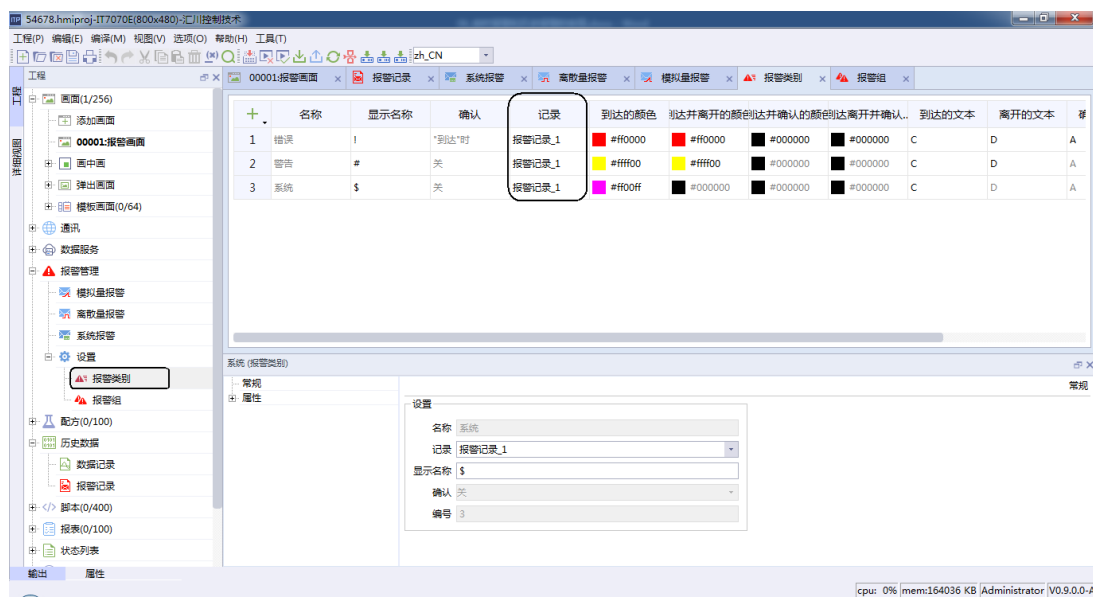 54678.hmiproj-IT7070E(800x480)-汇川控制技术
工程(P) 编辑(E) 编译(M) 视图(V) 选项(O) 帮助(H) 工具(T)
zh_CN
工程
00001:报警画面 报警记录 系统报警 离散量报警 模拟量报警 报警类别 报警组
工程
详细视图
画面(1/256)
添加画面
00001:报警画面
画中画
弹出画面
模板画面(0/64)
通讯
数据服务
报警管理
模拟量报警
离散量报警
系统报警
设置
报警类别
报警组
配方(0/100)
历史数据
数据记录
报警记录
脚本(0/400)
报表(0/100)
状态列表
名称 显示名称 确认 记录 到达的颜色 到达并离开的颜 到达并确认的颜 到达离开并确认... 到达的文本 离开的文本 确
1 错误 ! "到达"时 报警记录_1 #ff0000 #ff0000 #000000 #000000 C D A
2 警告 # 关 报警记录_1 #ffff00 #ffff00 #000000 #000000 C D A
3 系统 $ 关 报警记录_1 #ff00ff #000000 #000000 #000000 C D A
系统 (报警类别)
常规
属性
常规
设置
名称 系统
记录 报警记录_1
显示名称 $
确认 关
编号 3
输出 属性
cpu: 0% mem:164036 KB Administrator V0.9.0.0-A